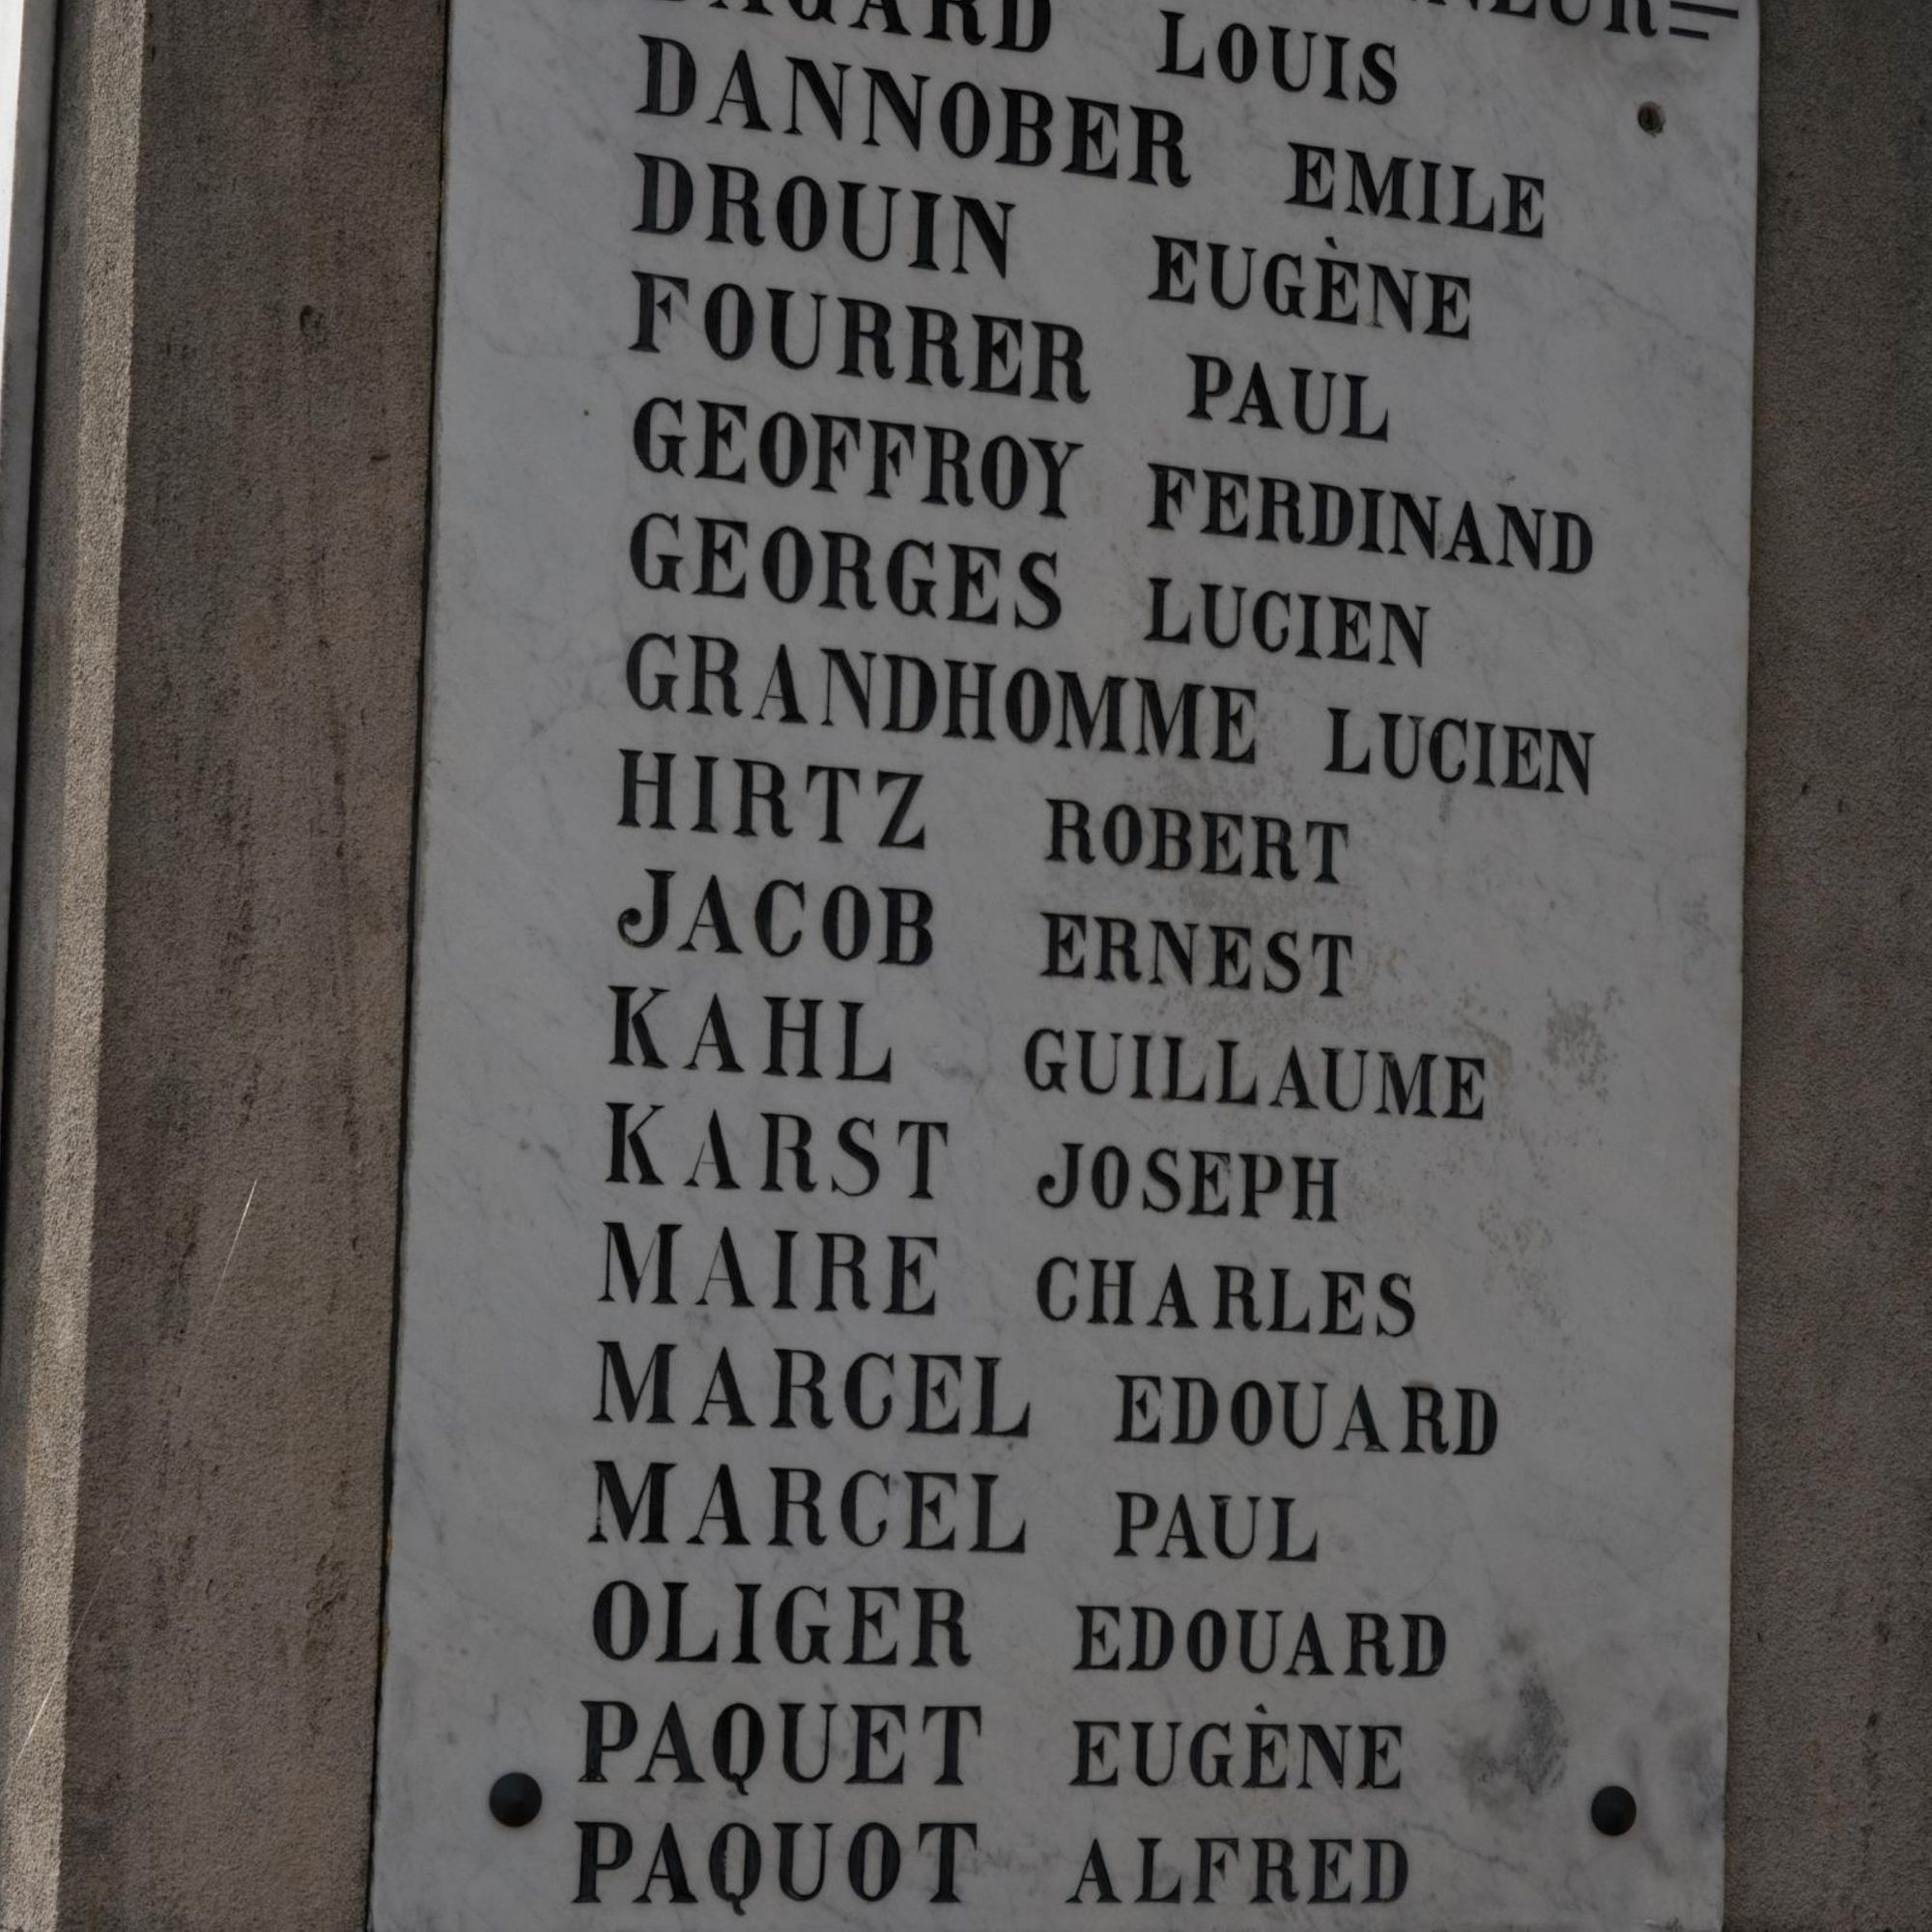 LOUIS
DANNOBER EMILE
DROUIN EUGÈNE
FOURRER PAUL
GEOFFROY FERDINAND
GEORGES LUCIEN
GRANDHOMME LUCIEN
HIRTZ ROBERT
JACOB ERNEST
KAHL GUILLAUME
KARST JOSEPH
MAIRE CHARLES
MARCEL EDOUARD
MARCEL PAUL
OLIGER EDOUARD
PAQUET EUGÈNE
PAQUOT ALFRED